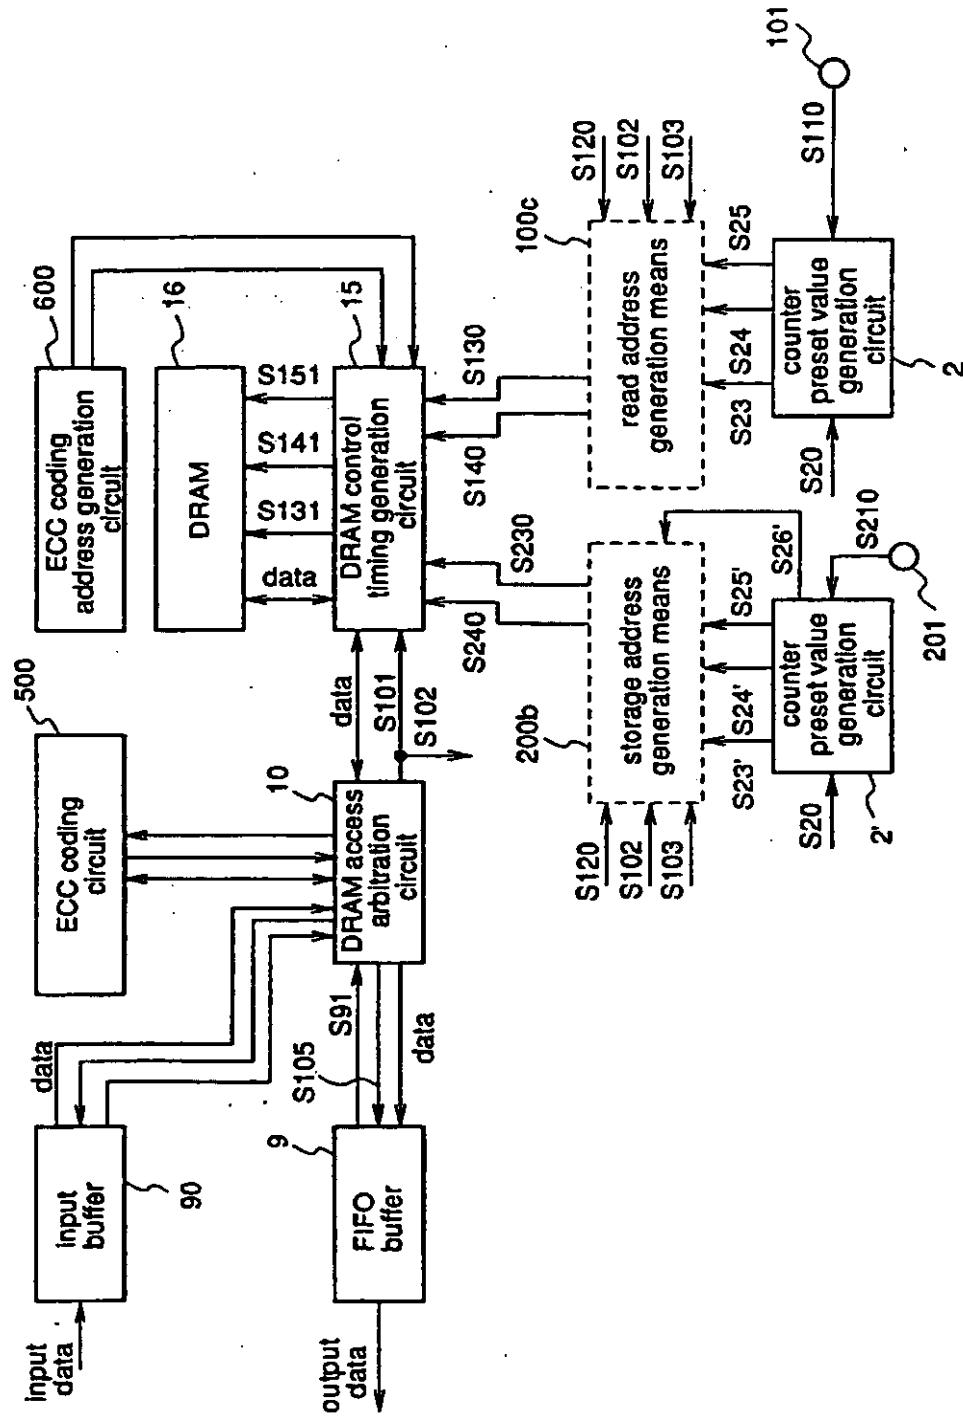 input
data
input
buffer
90
data
ECC coding
circuit
500
ECC coding
address generation
circuit
600
DRAM
16
S131
S141
S151
data
output
data
FIFO
buffer
9
S91
S105
data
DRAM access
arbitration
circuit
10
data
S101
S102
DRAM control
timing generation
circuit
15
S240
S230
S140
S130
S120
S102
S103
storage address
generation means
200b
read address
generation means
100c
S120
S102
S103
S23'
S24'
S25'
S26'
S20
counter
preset value
generation
circuit
2'
S210
201
S23
S24
S25
S20
counter
preset value
generation
circuit
2
S110
101